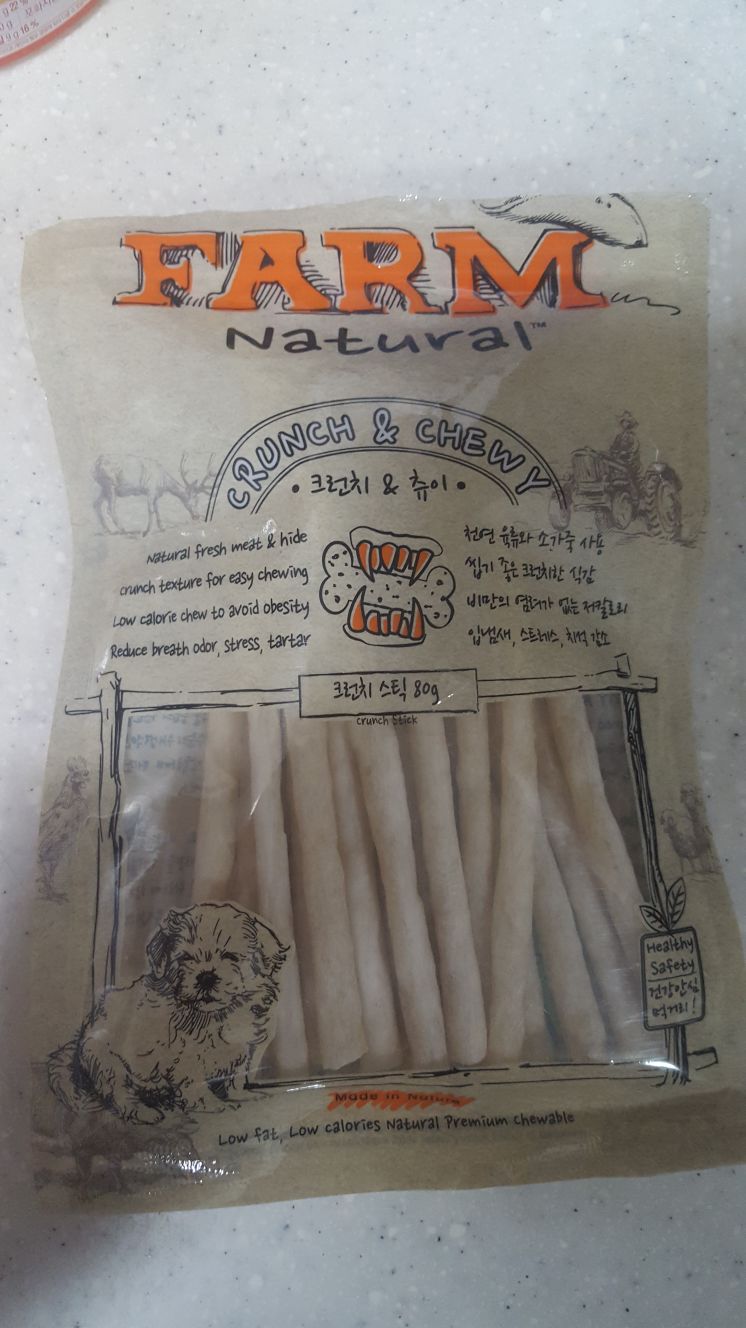 FARM
Natural™
CRUNCH & CHEWY
• 크런치 & 츄이 •
Natural fresh meat & hide
crunch texture for easy chewing
Low calorie chew to avoid obesity
Reduce breath odor, stress, tartar
천연 육류와 소가죽 사용
씹기 좋은 크런치한 식감
비만의 염려가 없는 저칼로리
입냄새, 스트레스, 치석 감소
크런치 스틱 80g
crunch Stick
Healthy
Safety
건강안심
먹거리!
Made in Nature
Low fat, Low calories Natural Premium chewable